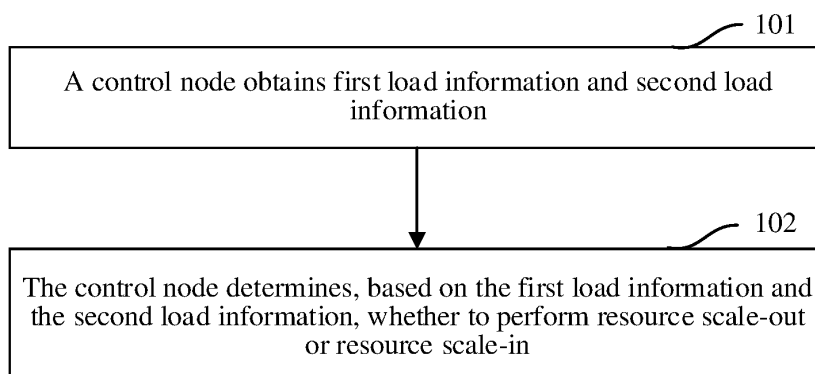 101
A control node obtains first load information and second load
information
102
The control node determines, based on the first load information and
the second load information, whether to perform resource scale-out
or resource scale-in